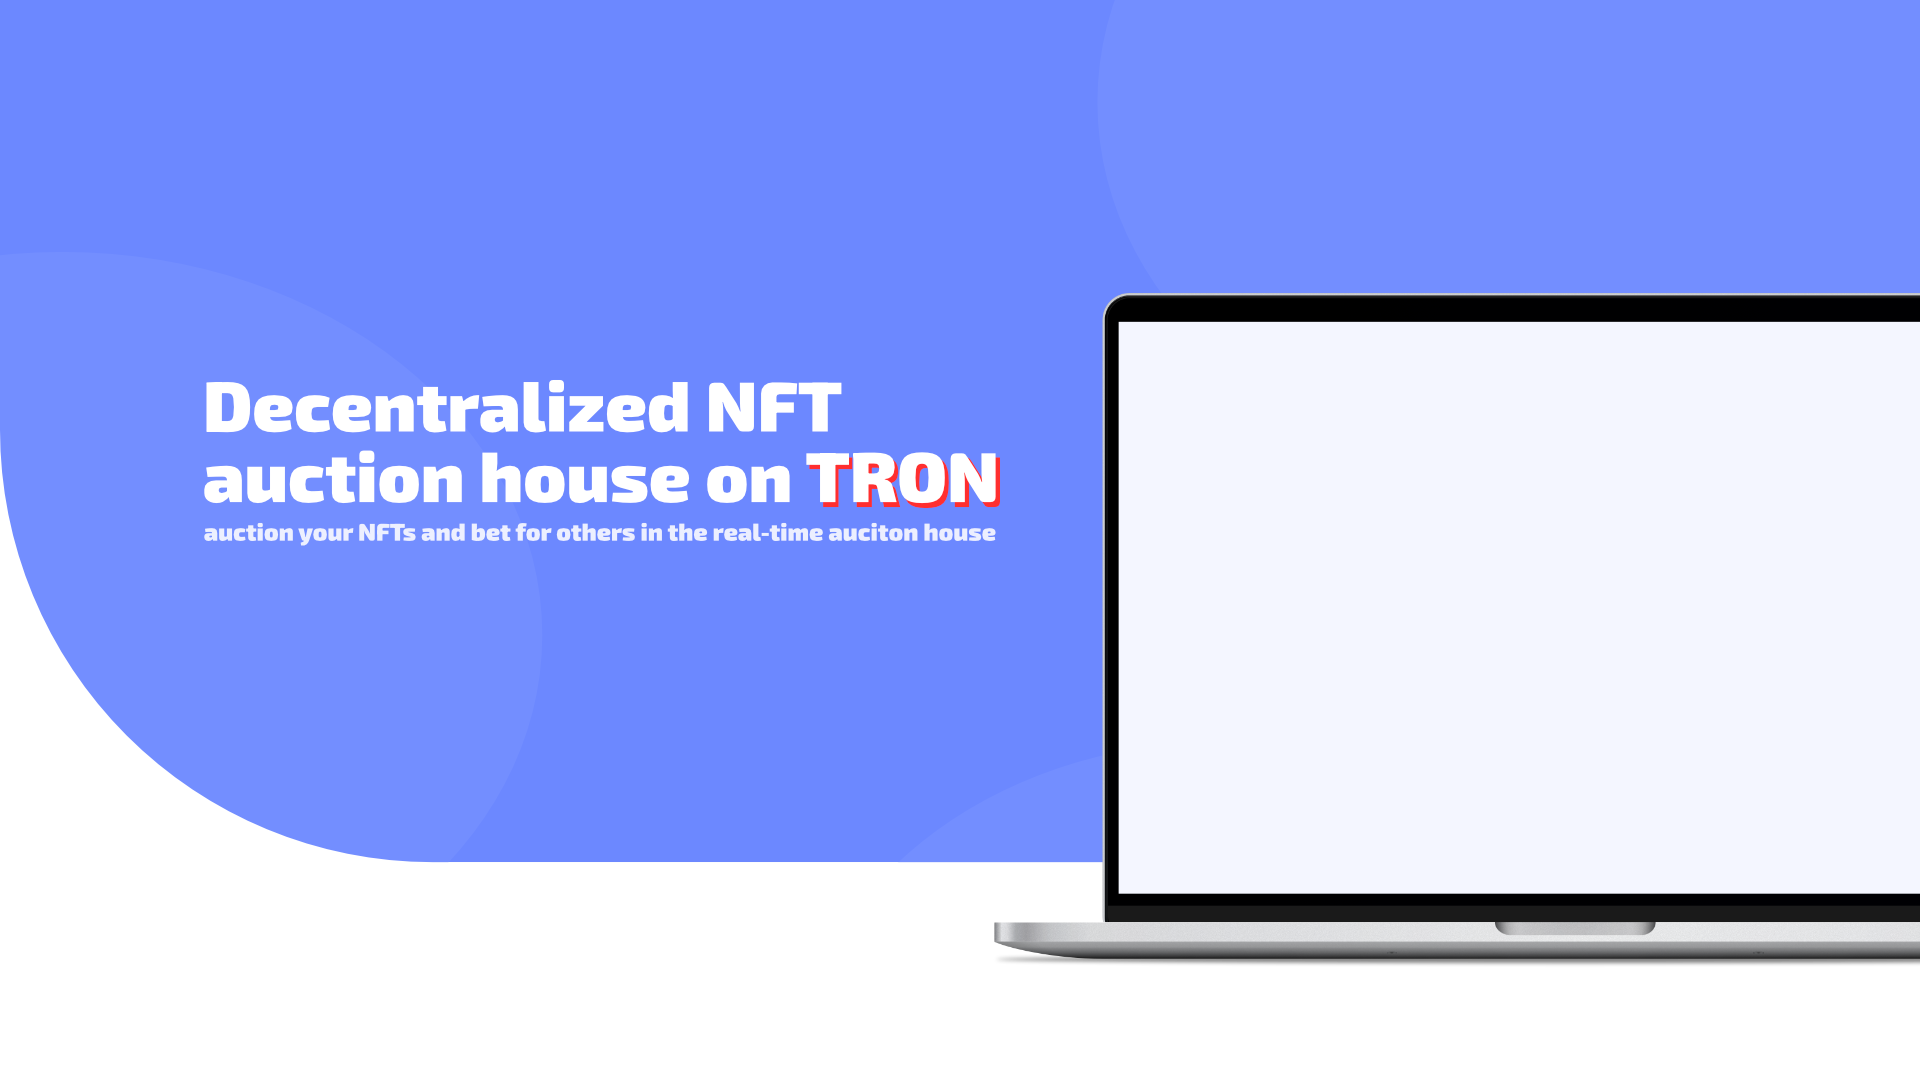 Decentralized NFT
auction house on TRON
auction your NFTs and bet for others in the real-time auciton house